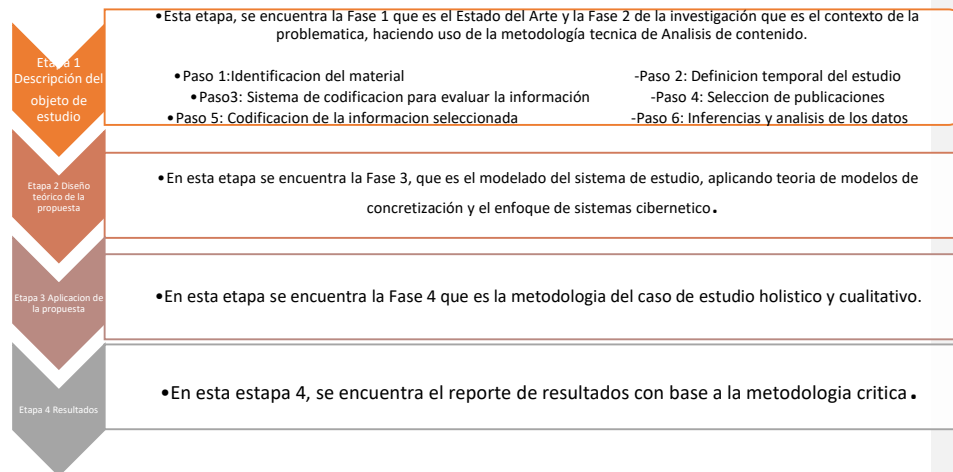 Etapa 1
Descripción del
objeto de
estudio
•Esta etapa, se encuentra la Fase 1 que es el Estado del Arte y la Fase 2 de la investigación que es el contexto de la
problematica, haciendo uso de la metodología tecnica de Analisis de contenido.
•Paso 1:Identificacion del material -Paso 2: Definicion temporal del estudio
•Paso3: Sistema de codificacion para evaluar la información -Paso 4: Seleccion de publicaciones
•Paso 5: Codificacion de la informacion seleccionada -Paso 6: Inferencias y analisis de los datos
Etapa 2 Diseño
teórico de la
propuesta
•En esta etapa se encuentra la Fase 3, que es el modelado del sistema de estudio, aplicando teoria de modelos de
concretización y el enfoque de sistemas cibernetico.
Etapa 3 Aplicacion de
la propuesta
•En esta etapa se encuentra la Fase 4 que es la metodologia del caso de estudio holistico y cualitativo.
Etapa 4 Resultados
•En esta estapa 4, se encuentra el reporte de resultados con base a la metodologia critica.